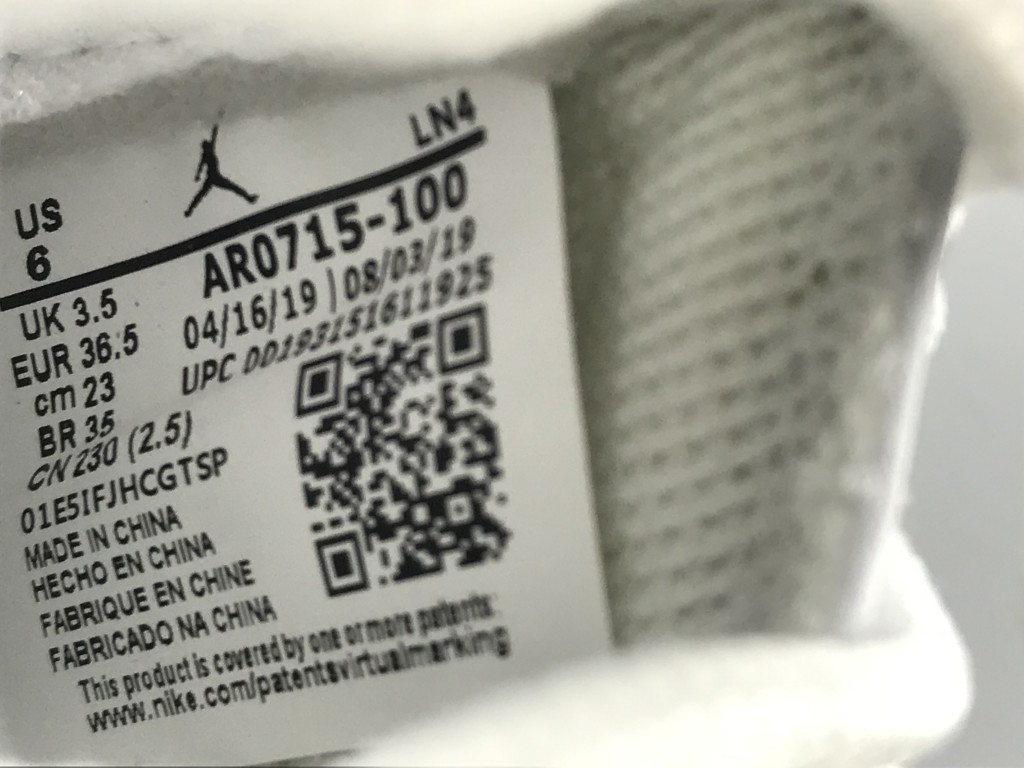 LN4
US
6
AR0715-100
UK 3.5
04/16/19 | 08/03/19
EUR 36.5
UPC DD193151611925
cm 23
BR 35
CN 230 (2.5)
01E5IFJHCGTSP
MADE IN CHINA
HECHO EN CHINA
FABRIQUE EN CHINE
FABRICADO NA CHINA
This product is covered by one or more patents:
www.nike.com/patentsvirtualmarking